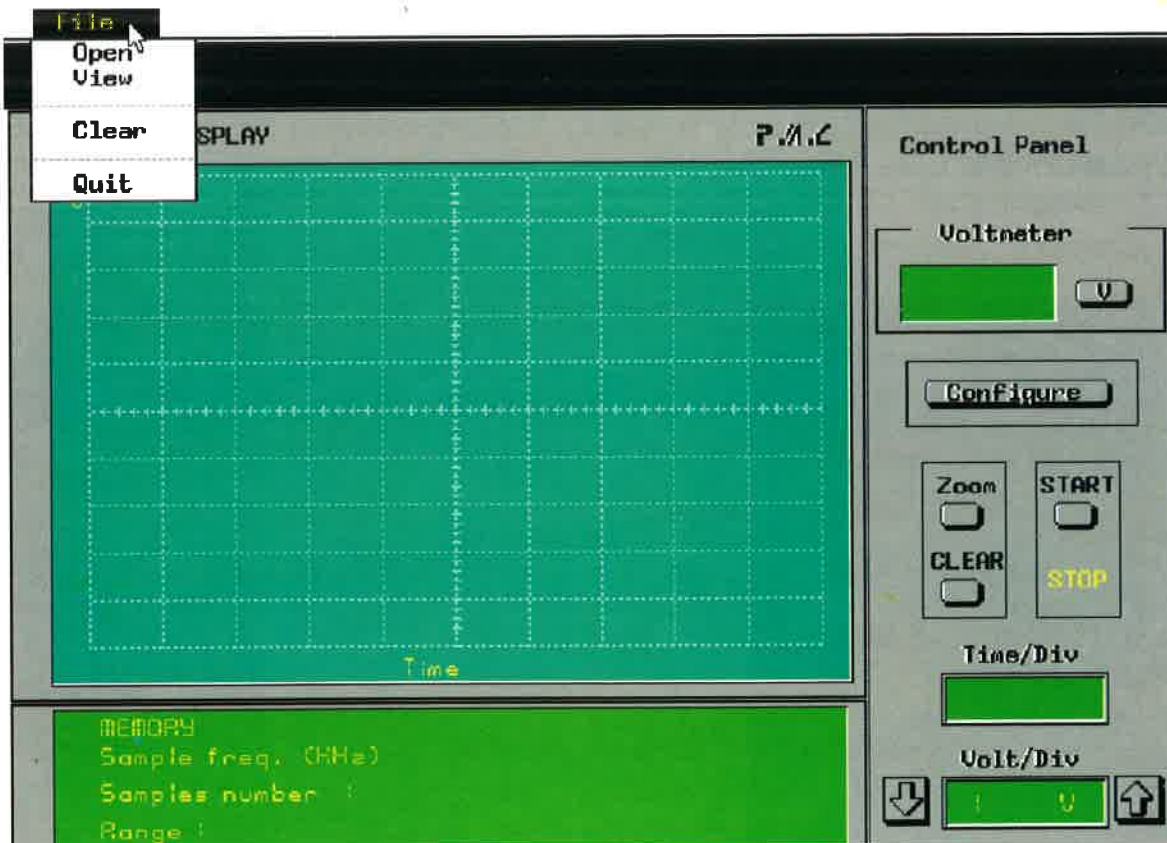 File
Open
View
Clear
Quit
SPLAY
P.A.C
Control Panel
Voltmeter
V
Configure
Zoom
START
CLEAR
STOP
Time
Time/Div
Volt/Div
1 V
MEMORY
Sample freq. (KHz)
Samples number :
Range :